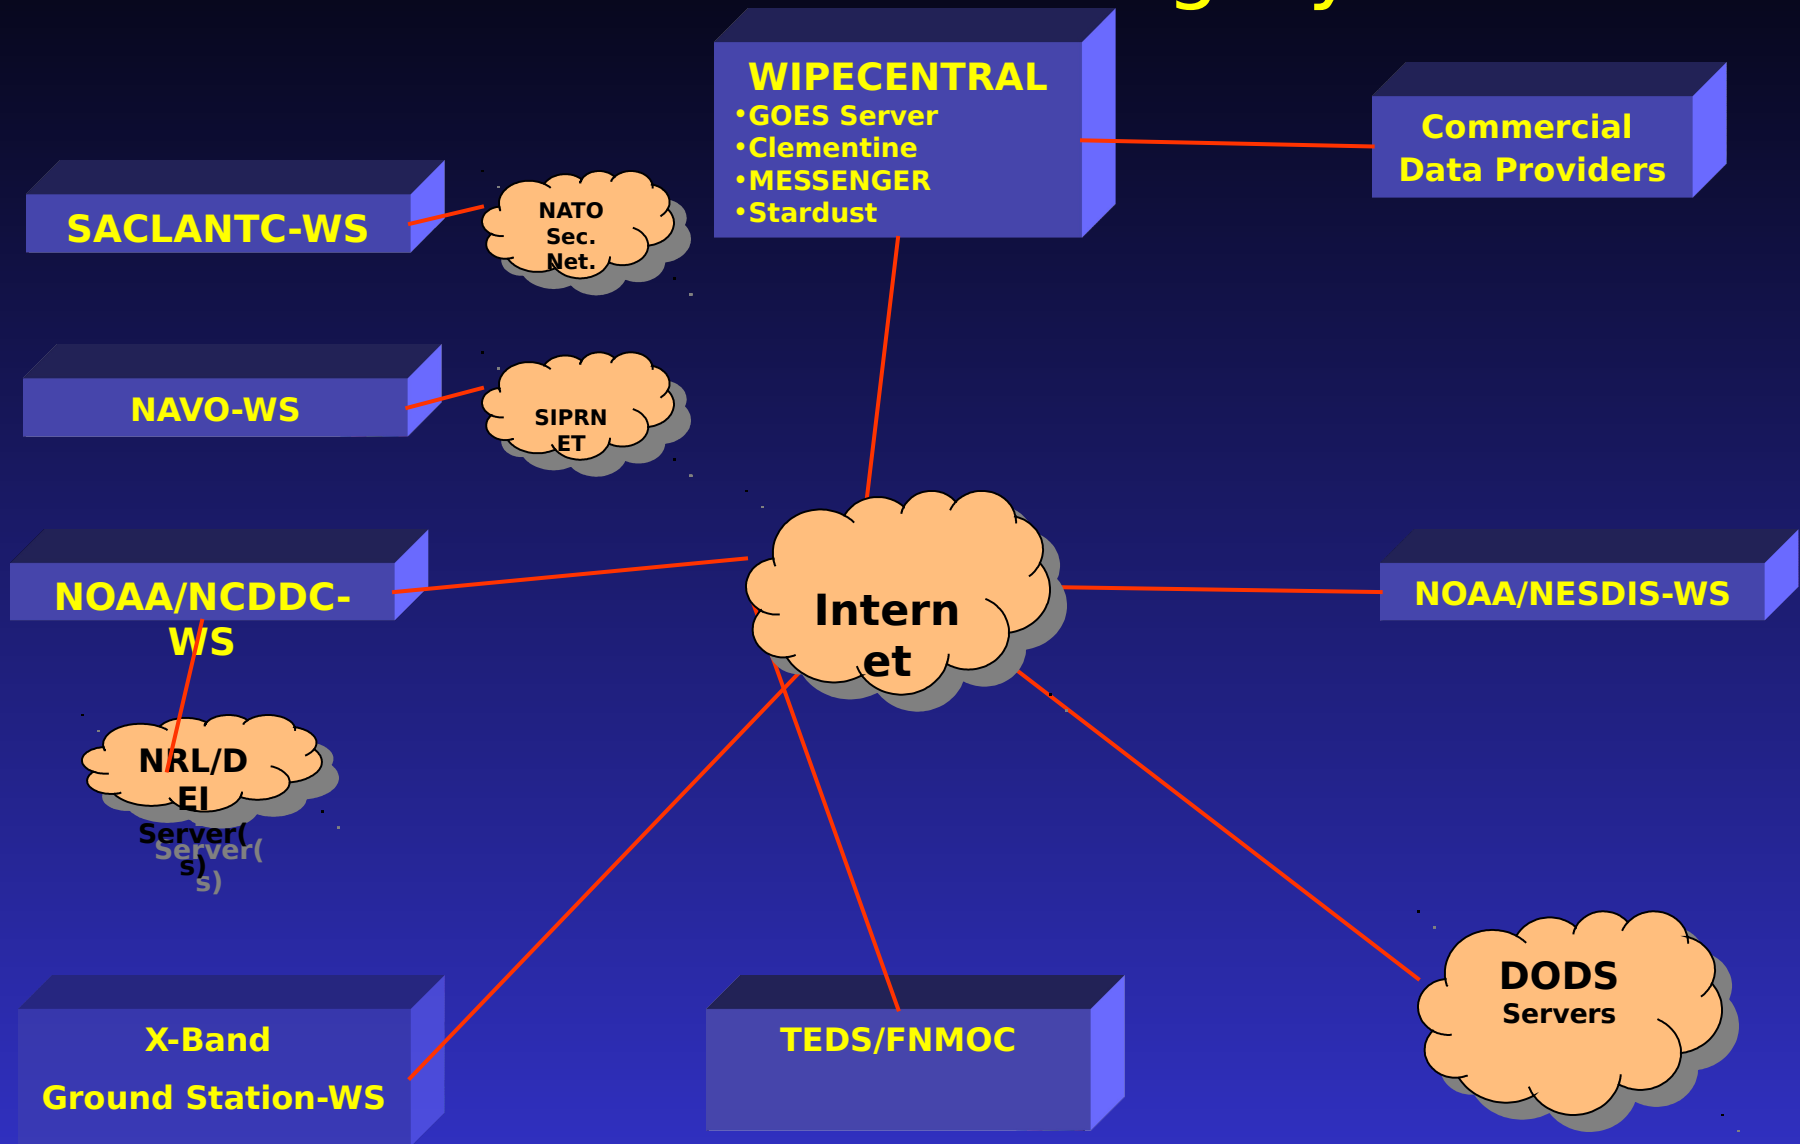 WIPECENTRAL
•GOES Server
•Clementine
•MESSENGER
•Stardust
Commercial
Data Providers
SACLANTC-WS
NATO
Sec.
Net.
NAVO-WS
SIPRN
ET
NOAA/NCDDC-
WS
Intern
et
NOAA/NESDIS-WS
NRL/D
EI
Server(
s)
X-Band
Ground Station-WS
TEDS/FNMOC
DODS
Servers